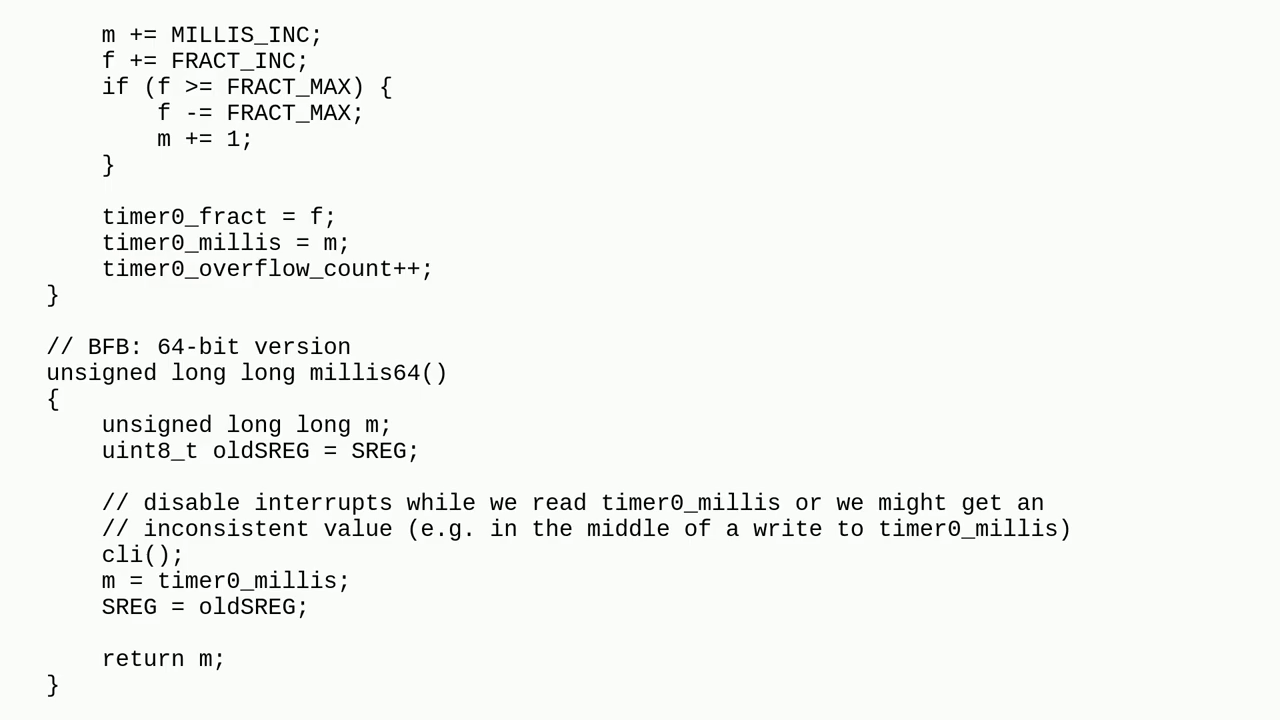 m += MILLIS_INC;
    f += FRACT_INC;
    if (f >= FRACT_MAX) {
        f -= FRACT_MAX;
        m += 1;
    }

    timer0_fract = f;
    timer0_millis = m;
    timer0_overflow_count++;
}

// BFB: 64-bit version
unsigned long long millis64()
{
    unsigned long long m;
    uint8_t oldSREG = SREG;

    // disable interrupts while we read timer0_millis or we might get an
    // inconsistent value (e.g. in the middle of a write to timer0_millis)
    cli();
    m = timer0_millis;
    SREG = oldSREG;

    return m;
}